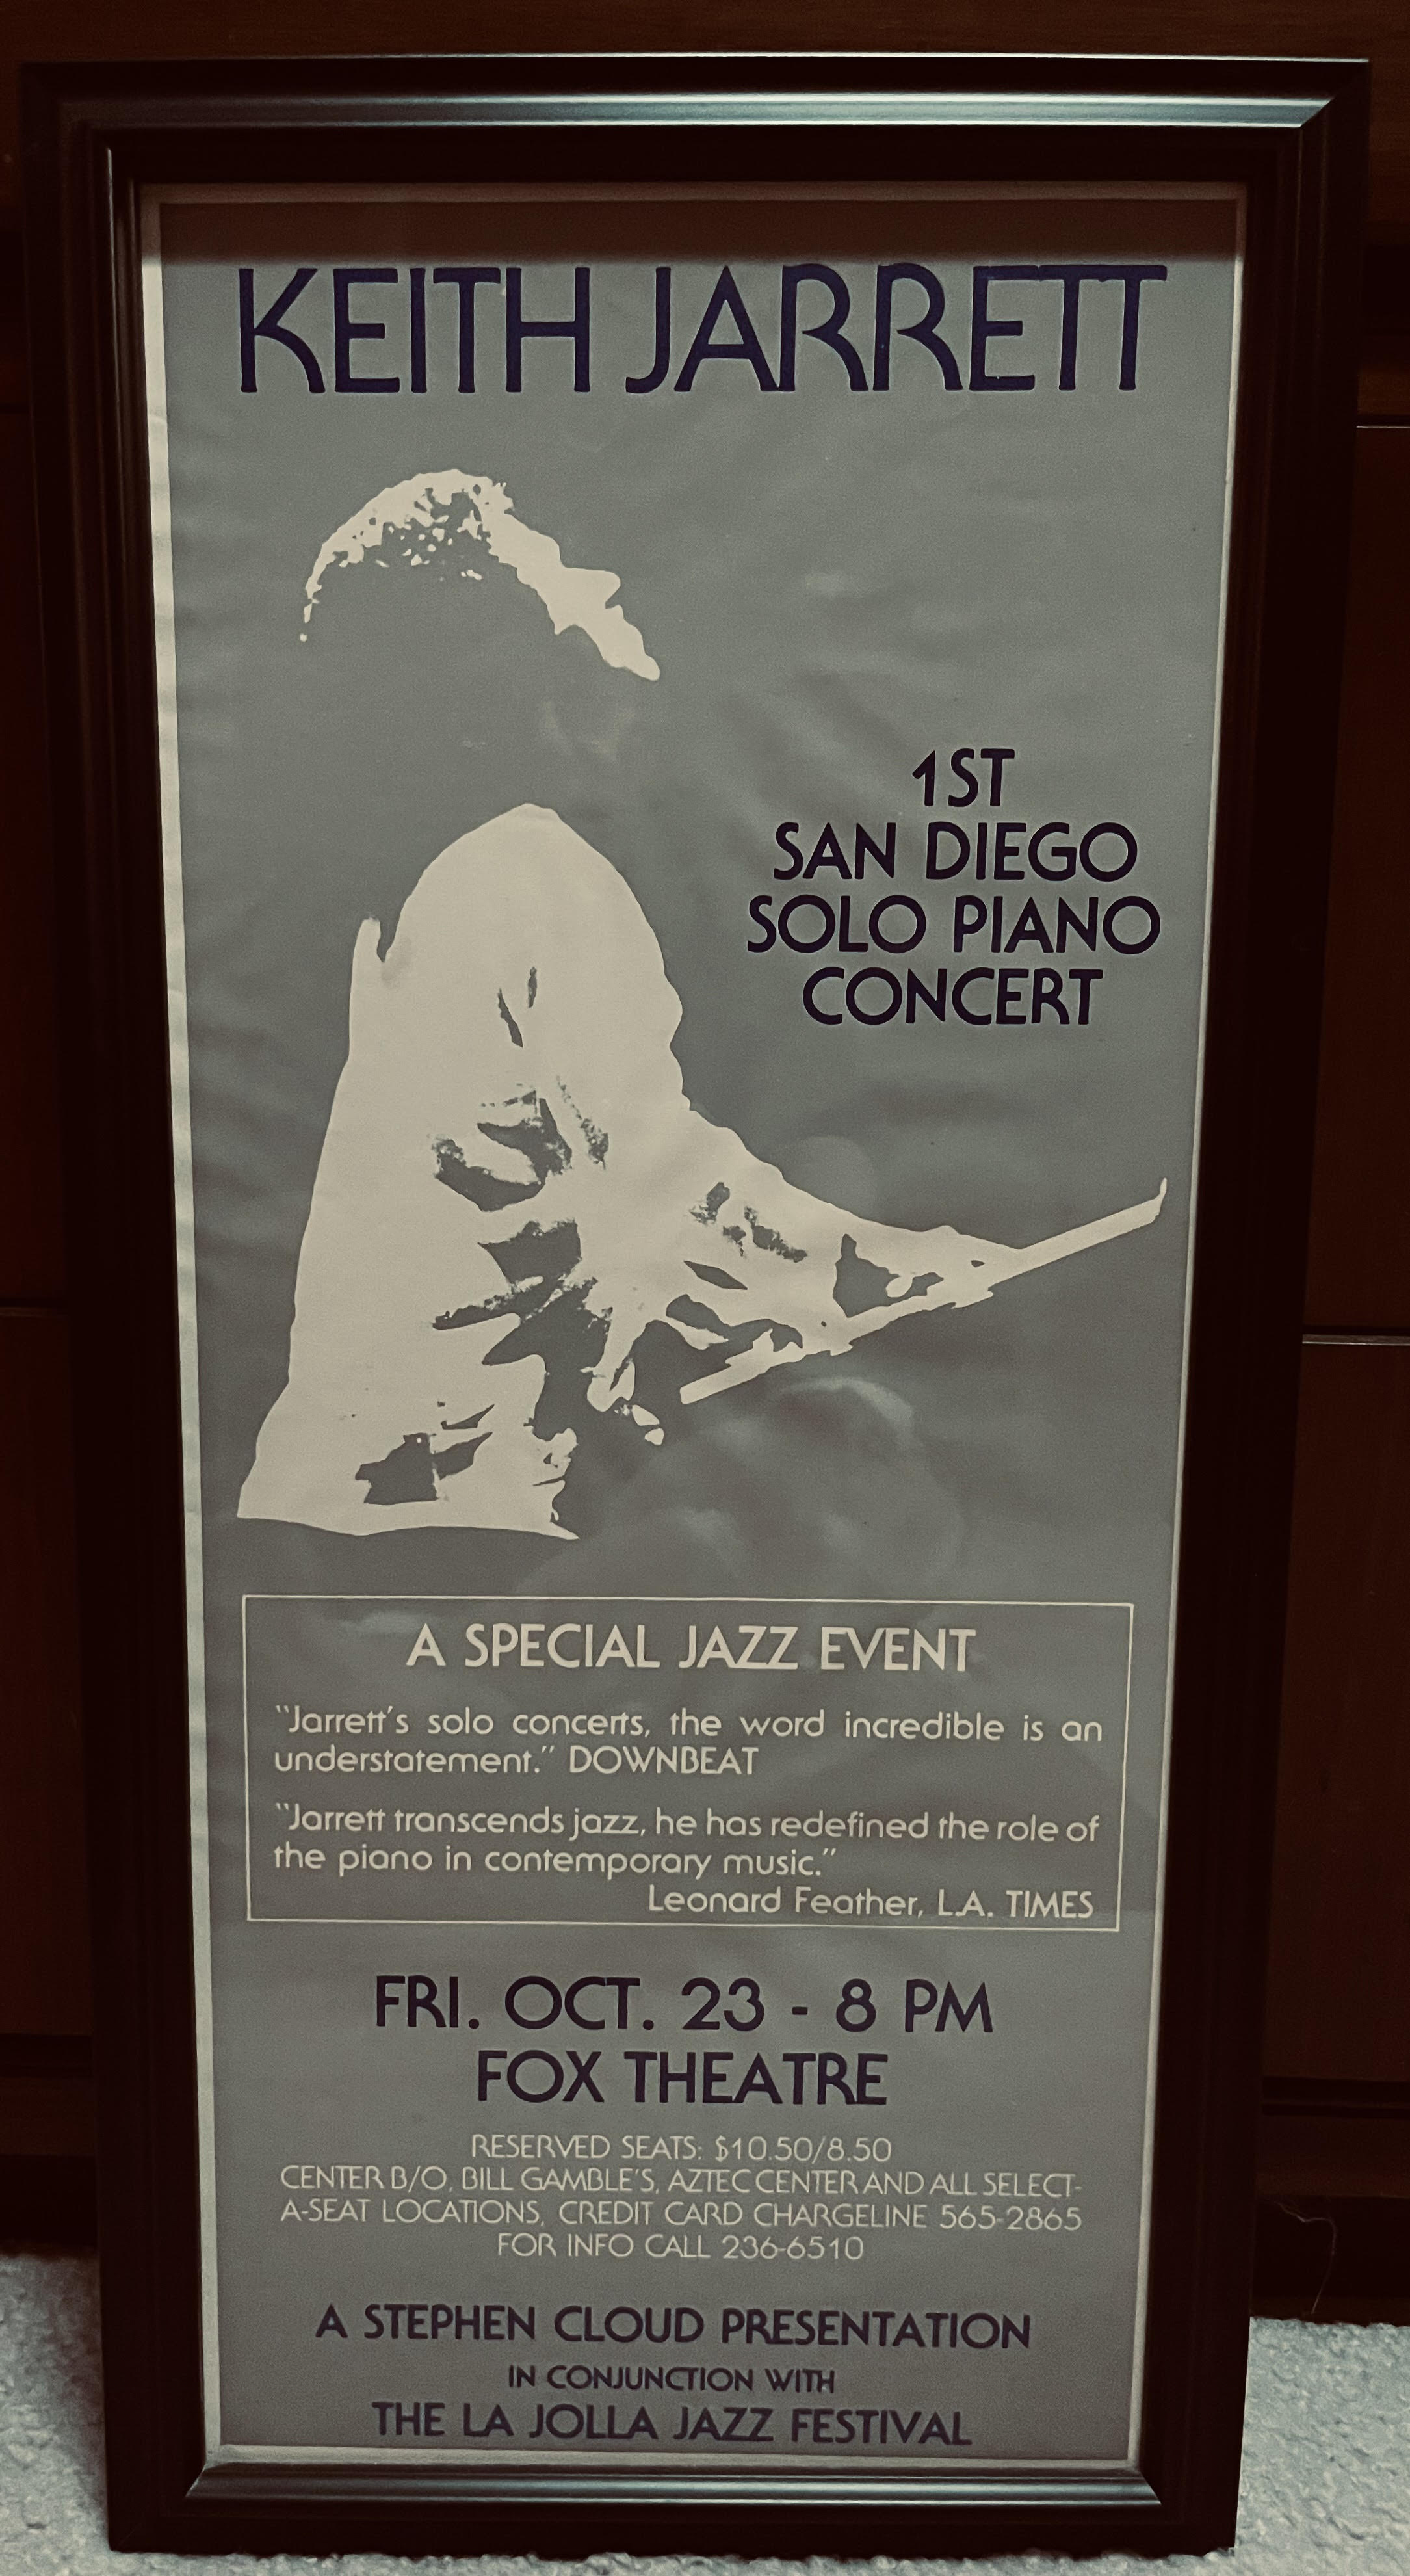 KEITH JARRETT
1ST
SAN DIEGO
SOLO PIANO
CONCERT
A SPECIAL JAZZ EVENT
"Jarrett's solo concerts, the word incredible is an
understatement." DOWNBEAT
"Jarrett transcends jazz, he has redefined the role of
the piano in contemporary music."
Leonard Feather, L.A. TIMES
FRI. OCT. 23 - 8 PM
FOX THEATRE
RESERVED SEATS: $10.50/8.50
CENTER B/O, BILL GAMBLE'S, AZTEC CENTER AND ALL SELECT-
A-SEAT LOCATIONS, CREDIT CARD CHARGELINE 565-2865
FOR INFO CALL 236-6510
A STEPHEN CLOUD PRESENTATION
IN CONJUNCTION WITH
THE LA JOLLA JAZZ FESTIVAL